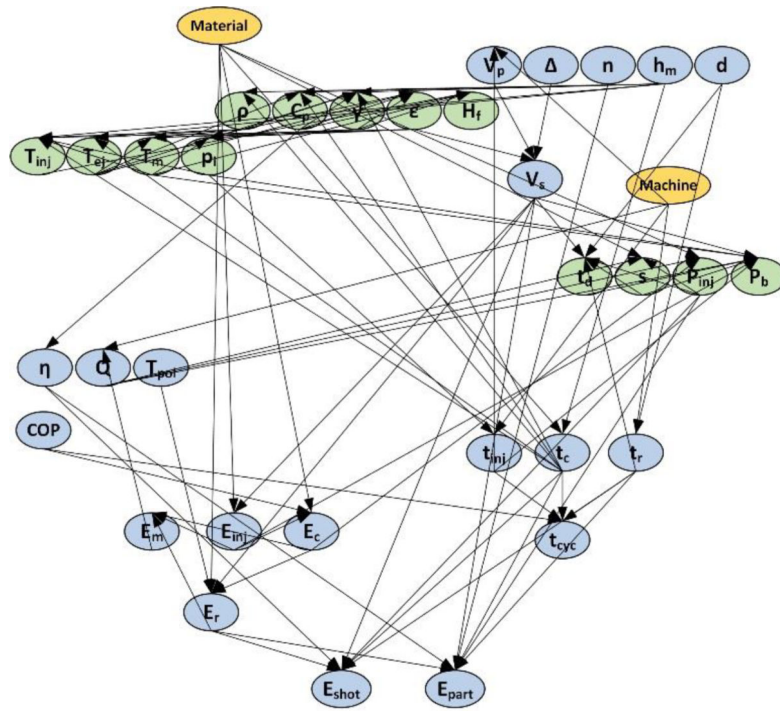 Material
Vp Δ n hm d
ρ Cp γ ε Hf
Tinj Tej Tm pi
Vs Machine
td s Pinj Pb
η Q Tpol
COP
tinj tc tr
Em Einj Ec
tcyc
Er
Eshot Epart